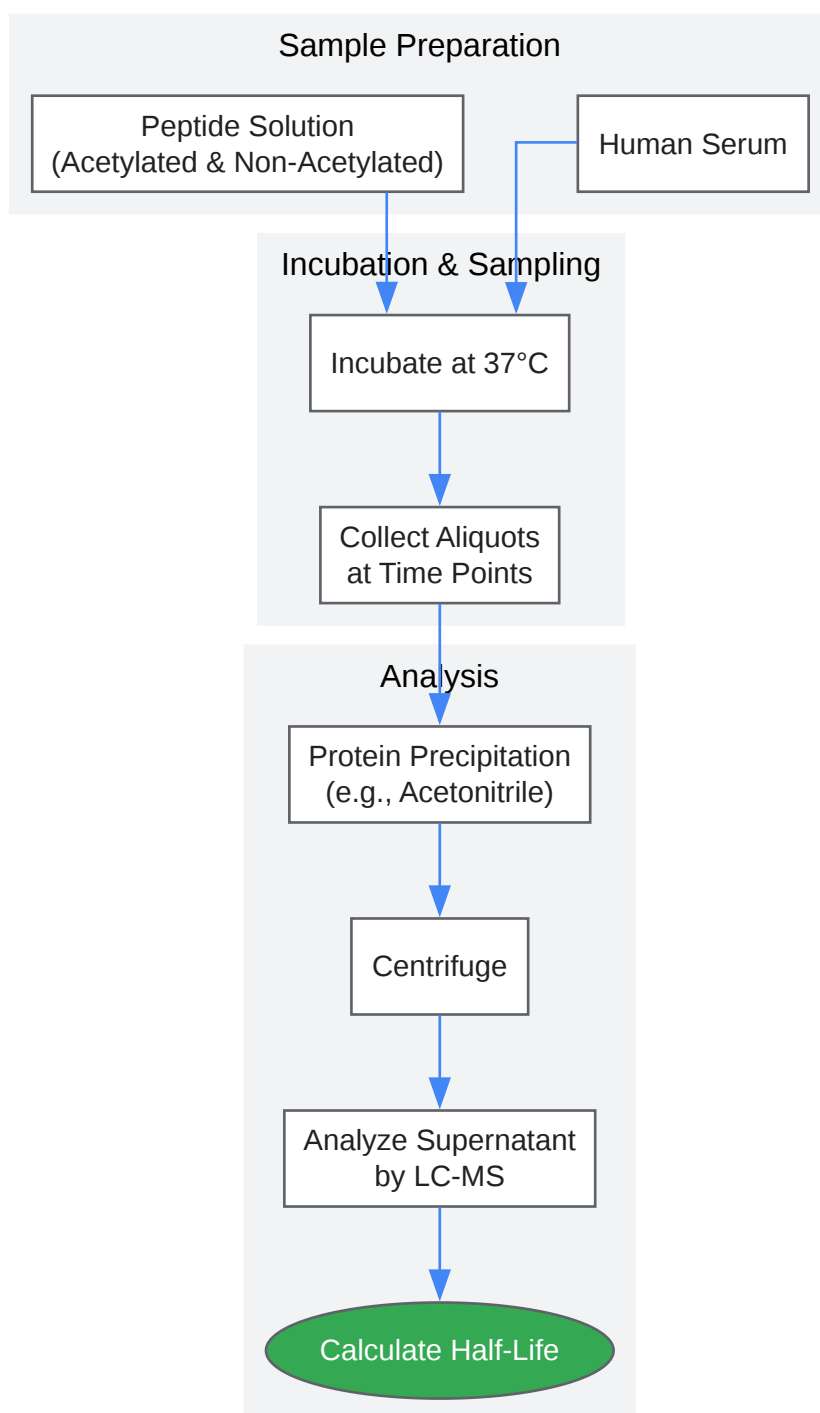 Sample Preparation
Peptide Solution
(Acetylated & Non-Acetylated)
Human Serum
Incubation & Sampling
Incubate at 37°C
Collect Aliquots
at Time Points
Analysis
Protein Precipitation
(e.g., Acetonitrile)
Centrifuge
Analyze Supernatant
by LC-MS
Calculate Half-Life